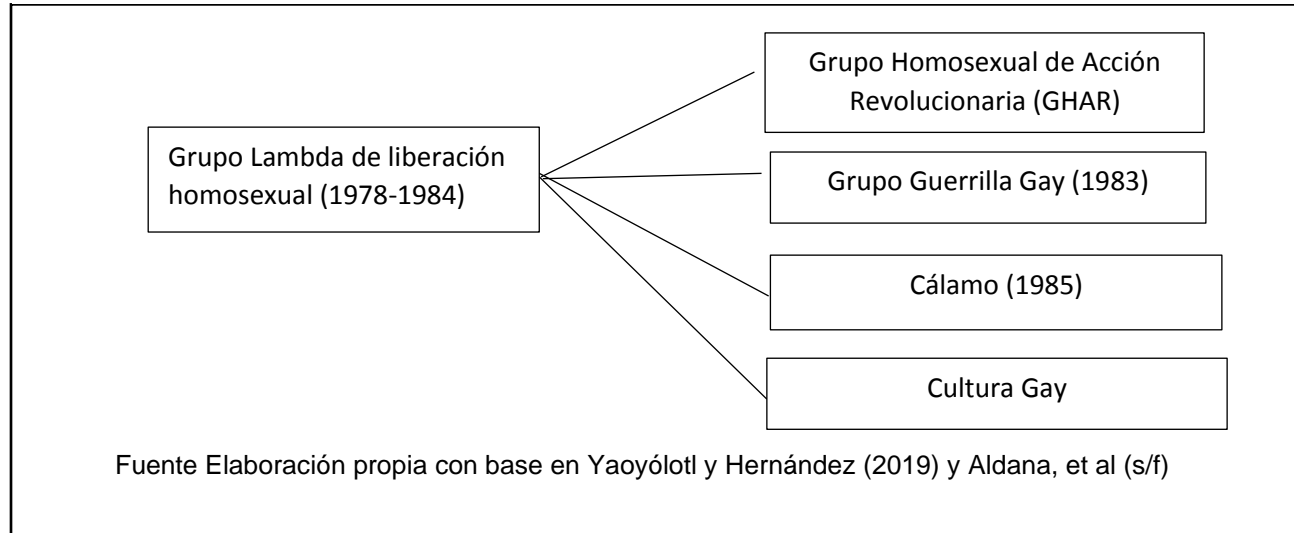 Grupo Lambda de liberación
homosexual (1978-1984)
Grupo Homosexual de Acción
Revolucionaria (GHAR)
Grupo Guerrilla Gay (1983)
Cálamo (1985)
Cultura Gay
Fuente Elaboración propia con base en Yaoyólotl y Hernández (2019) y Aldana, et al (s/f)